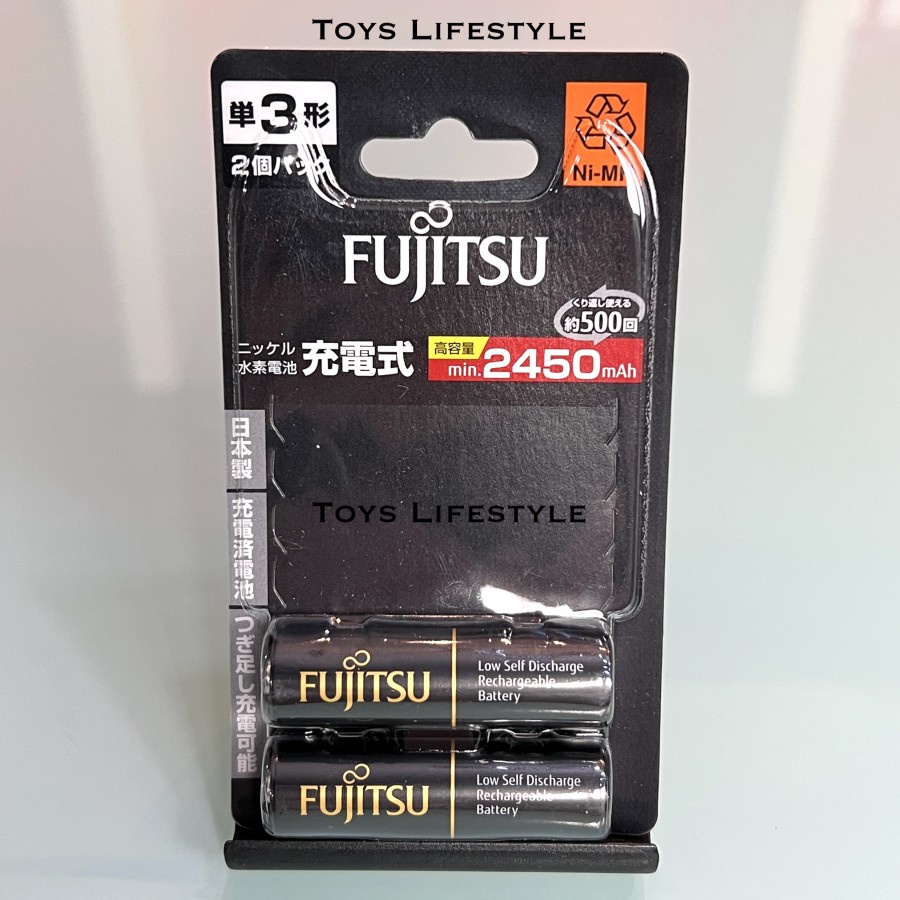 Toys Lifestyle
単3形
2個パック
Ni-MH
FUJITSU
くり返し使える
約500回
ニッケル
水素電池
充電式
高容量
min.2450mAh
日本製
充電済電池
つぎ足し充電可能
Toys Lifestyle
FUJITSU
Low Self Discharge
Rechargeable
Battery
FUJITSU
Low Self Discharge
Rechargeable
Battery